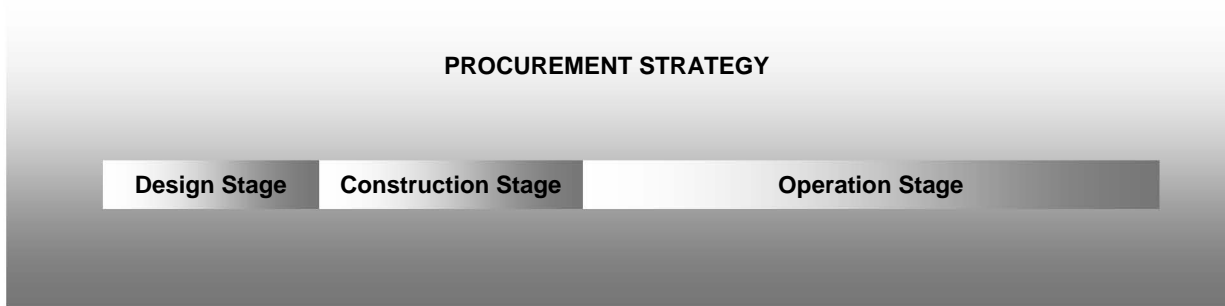 PROCUREMENT STRATEGY
Design Stage Construction Stage Operation Stage